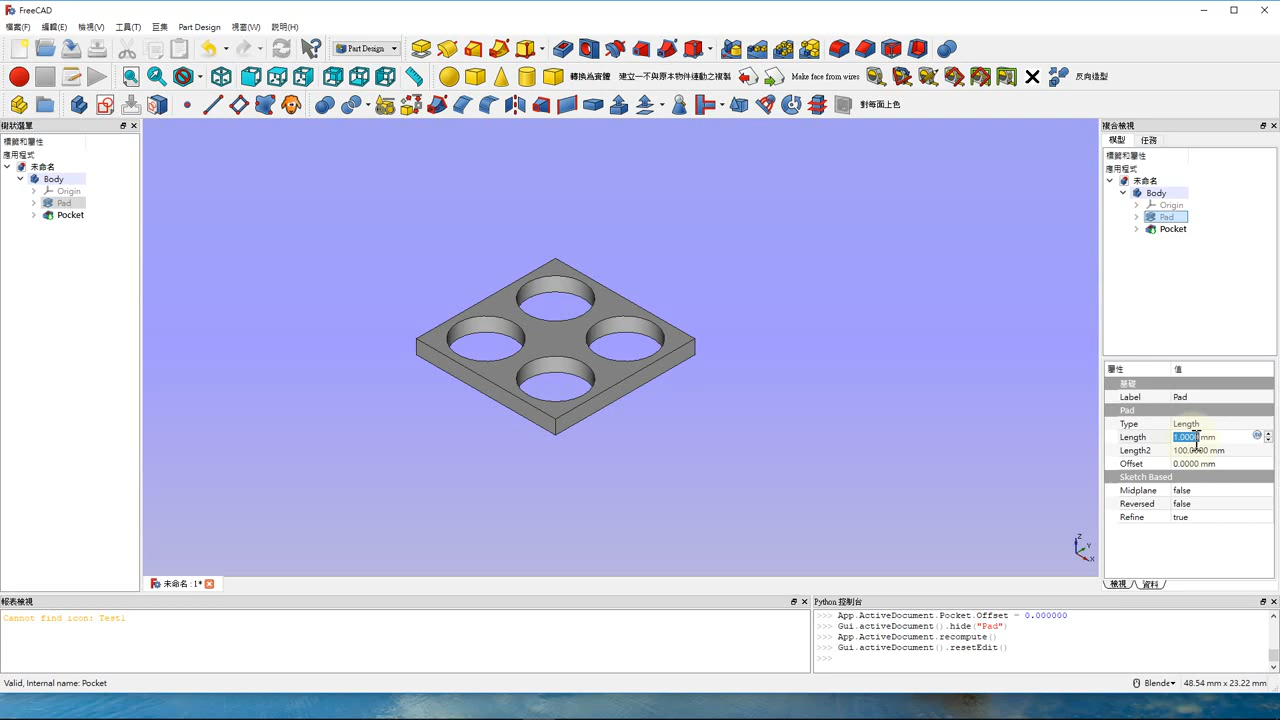 FreeCAD
檔案(F) 編輯(E) 檢視(V) 工具(T) 巨集 Part Design 視窗(W) 說明(H)
Part Design
轉換為實體 建立一不與原本物件連動之複製 Make face from wires 反向造型
對每面上色
樹狀選單
標籤和屬性
應用程式
未命名
Body
Origin
Pad
Pocket
複合檢視
模型 任務
標籤和屬性
應用程式
未命名
Body
Origin
Pad
Pocket
屬性 值
基礎
Label Pad
Pad
Type Length
Length 1.0000 mm
Length2 100.0000 mm
Offset 0.0000 mm
Sketch Based
Midplane false
Reversed false
Refine true
檢視 資料
Z
Y
X
未命名 : 1*
報表檢視
Cannot find icon: Test1
Python 控制台
>>> App.ActiveDocument.Pocket.Offset = 0.000000
>>> Gui.activeDocument().hide("Pad")
>>> App.ActiveDocument.recompute()
>>> Gui.activeDocument().resetEdit()
>>>
Valid, Internal name: Pocket
Blende 48.54 mm x 23.22 mm